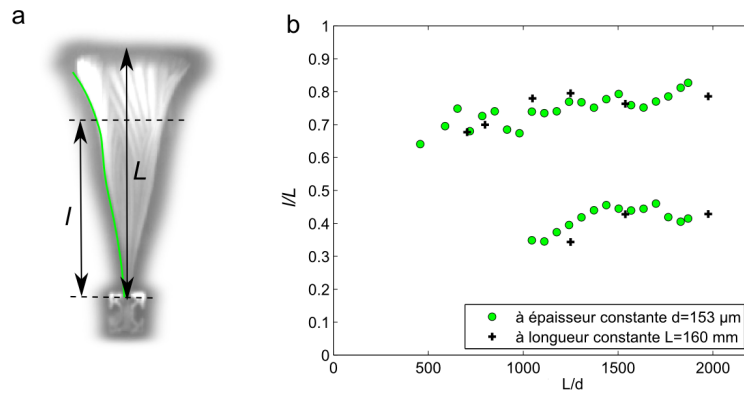 a
L
l
b
l/L
1
0.9
0.8
0.7
0.6
0.5
0.4
0.3
0.2
0.1
0
0
500
1000
1500
2000
L/d
à épaisseur constante d=153 µm
à longueur constante L=160 mm